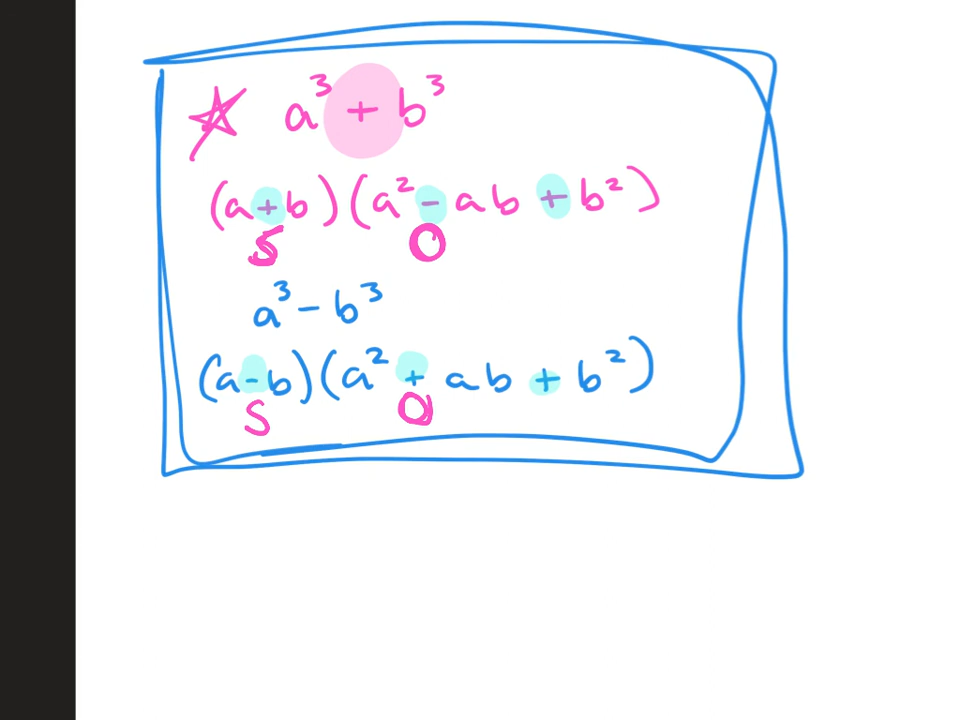 a³ + b³
(a + b)(a² - ab + b²)
S O
a³ - b³
(a - b)(a² + ab + b²)
S O